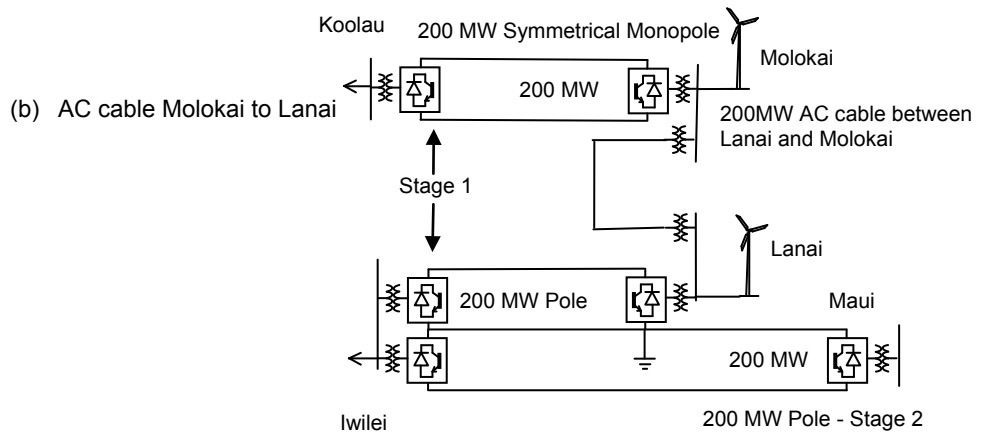 Koolau
200 MW Symmetrical Monopole
Molokai
200 MW
(b) AC cable Molokai to Lanai
200MW AC cable between
Lanai and Molokai
Stage 1
Lanai
200 MW Pole
Maui
200 MW
Iwilei
200 MW Pole - Stage 2